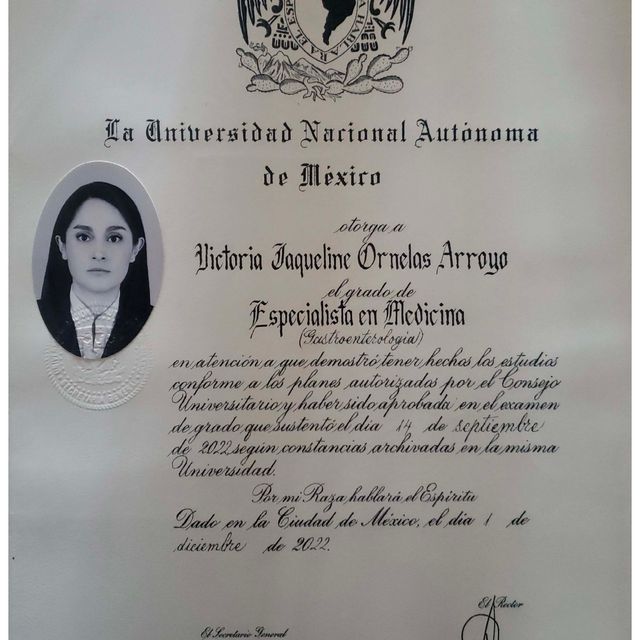 HABLARA EL ESP
La Universidad Nacional Autónoma
de México
otorga a
Victoria Jaqueline Ornelas Arroyo
el grado de
Especialista en Medicina
(Gastroenterología)
en atención a que demostró tener hechos los estudios
conforme a los planes autorizados por el Consejo
Universitario y haber sido aprobada en el examen
de grado que sustentó el día 14 de septiembre
de 2022 según constancias archivadas en la misma
Universidad.
Por mi Raza hablará el Espíritu
Dado en la Ciudad de México, el día 1 de
diciembre de 2022.
El Rector
El Secretario General